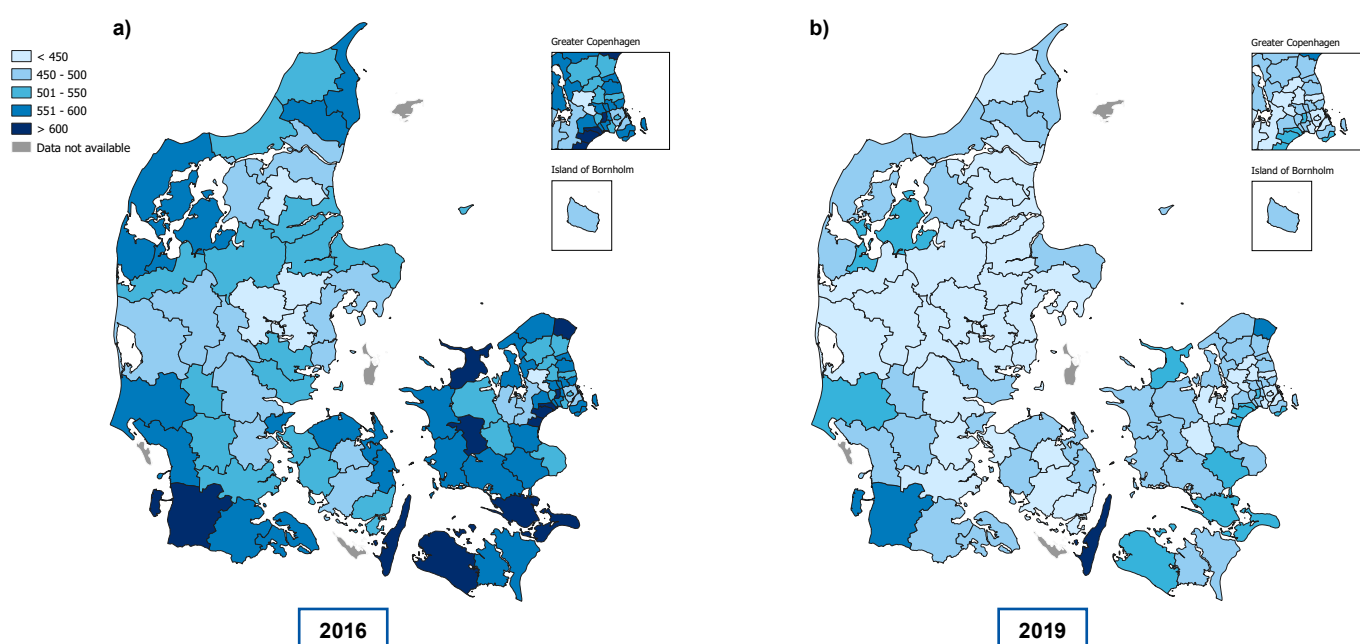 a)
< 450
450 - 500
501 - 550
551 - 600
> 600
Data not available
Greater Copenhagen
Island of Bornholm
2016
b)
Greater Copenhagen
Island of Bornholm
2019